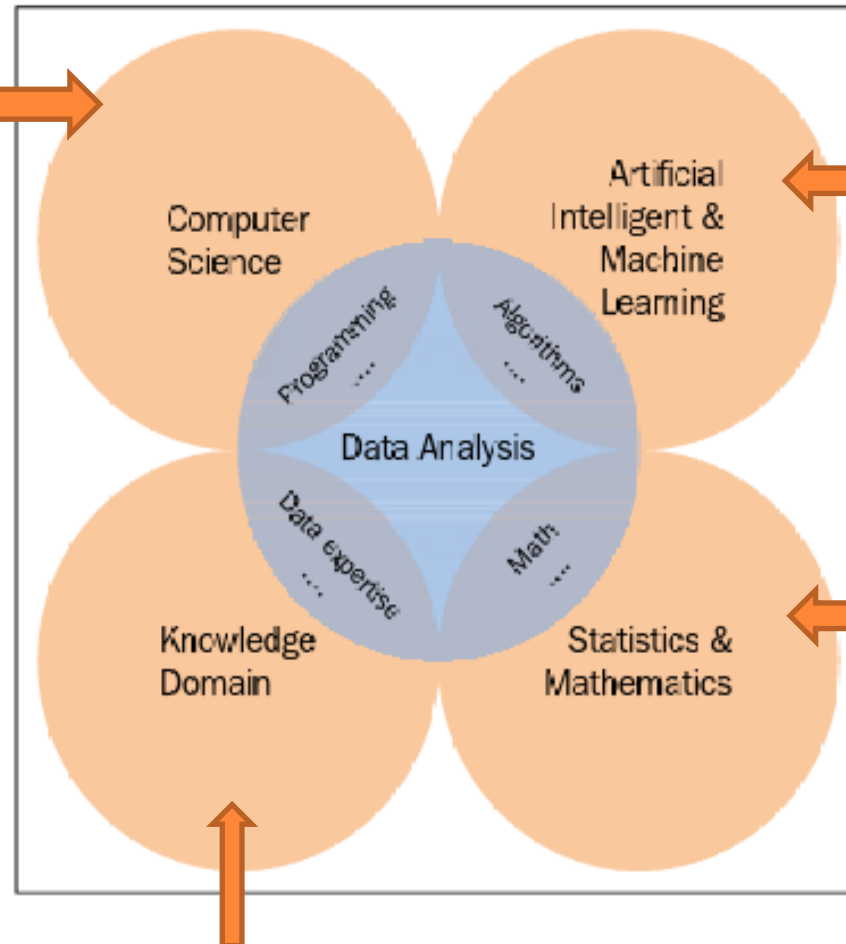 Computer
Science
Artificial
Intelligent &
Machine
Learning
Programming
....
Algorithms
....
Data Analysis
Data expertise
....
Math
....
Knowledge
Domain
Statistics &
Mathematics